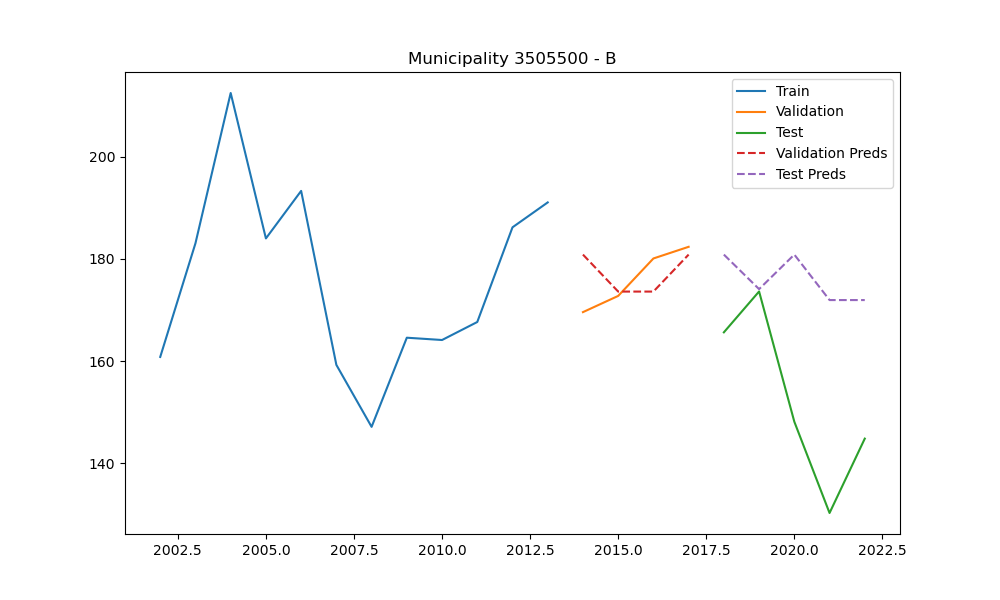 Municipality 3505500 - B
Train
Validation
Test
Validation Preds
Test Preds
200
180
160
140
2002.5 2005.0 2007.5 2010.0 2012.5 2015.0 2017.5 2020.0 2022.5